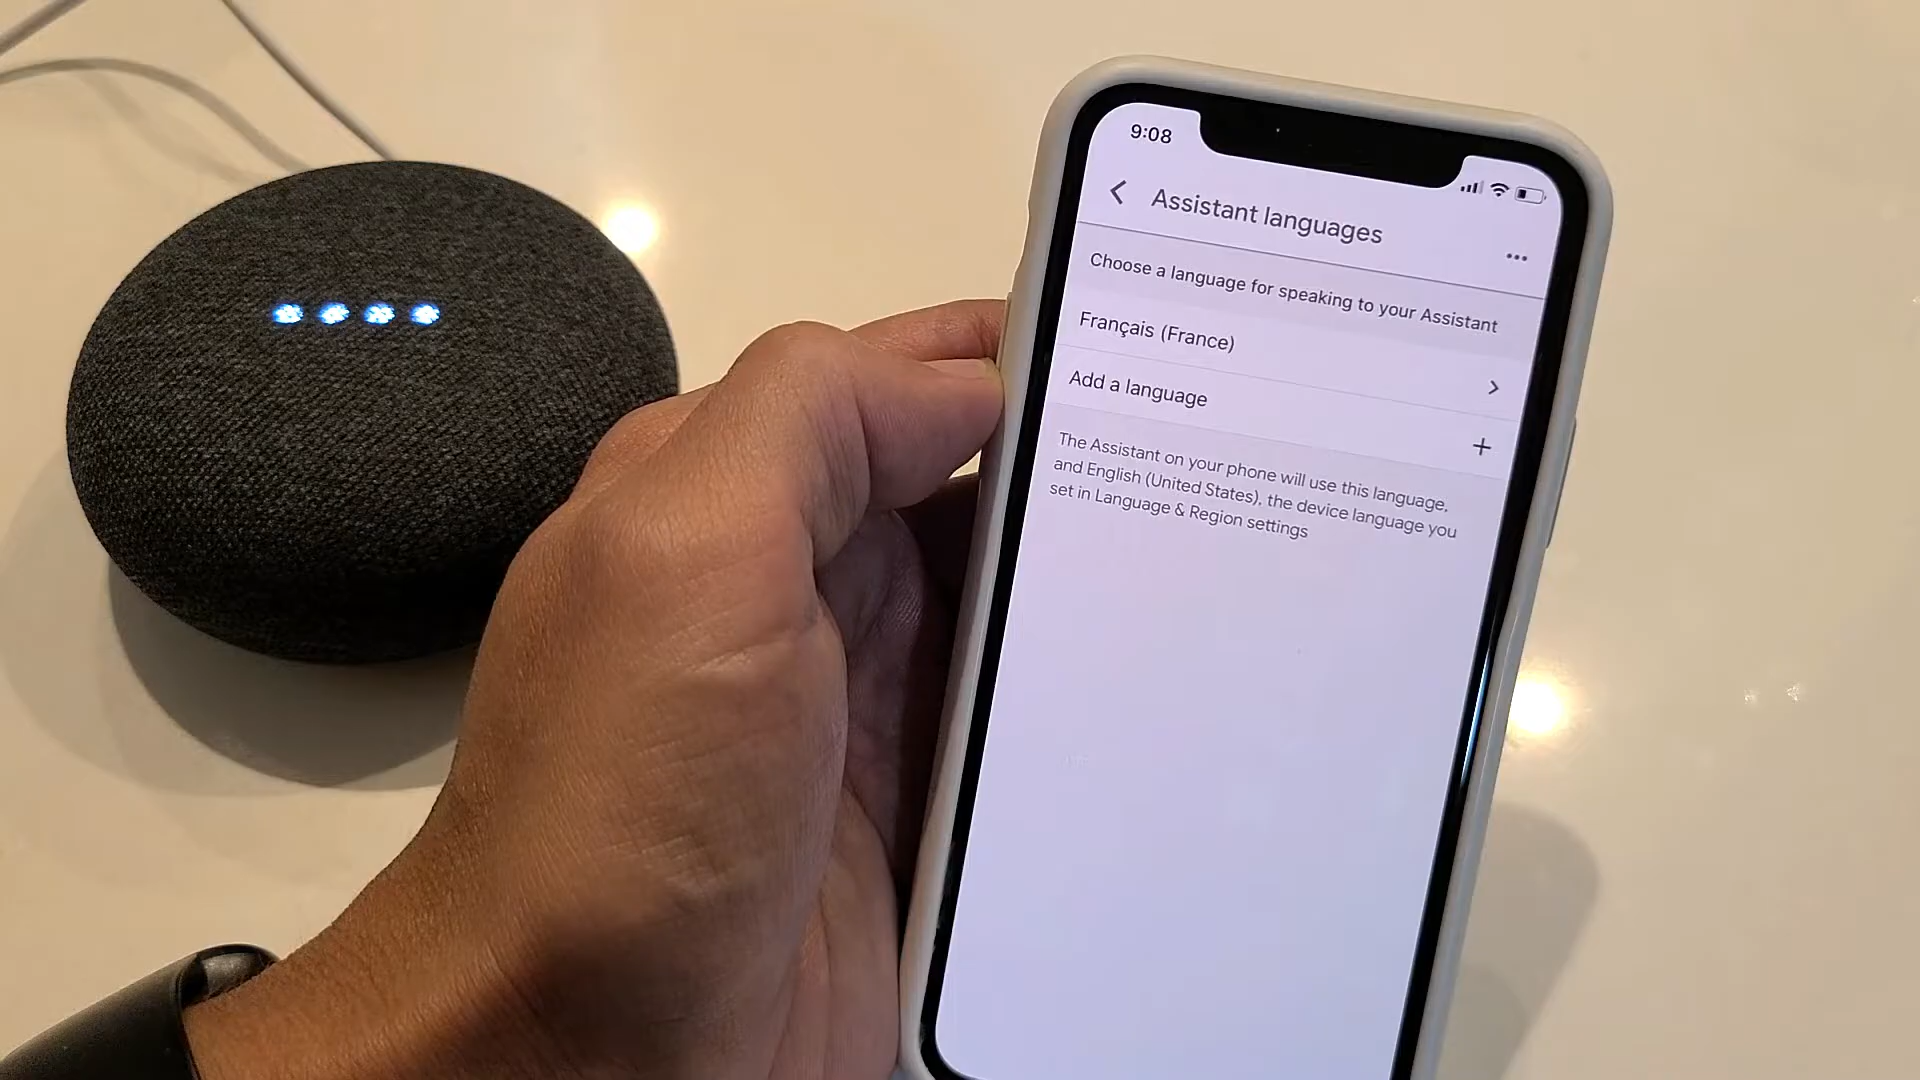 9:08
Assistant languages
Choose a language for speaking to your Assistant
Français (France)
Add a language
The Assistant on your phone will use this language,
and English (United States), the device language you
set in Language & Region settings